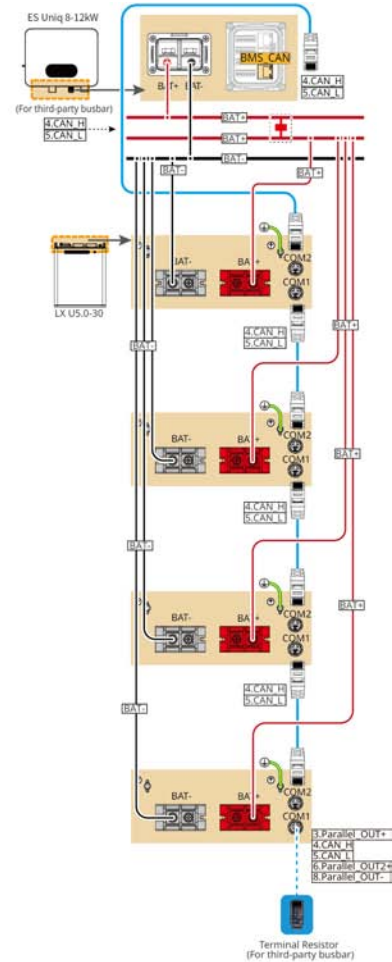 ES Uniq 8-12kW
BMS_CAN
BAT+ BAT-
4.CAN_H
5.CAN_L
(For third-party busbar)
4.CAN_H
5.CAN_L
BAT+
BAT+
BAT-
BAT-
BAT+
LX U5.0-30
BAT-
BAT+
COM2
COM1
4.CAN_H
5.CAN_L
BAT+
BAT-
BAT-
BAT+
COM2
COM1
BAT+
4.CAN_H
5.CAN_L
BAT-
BAT-
BAT+
COM2
COM1
BAT+
4.CAN_H
5.CAN_L
BAT-
BAT-
BAT+
COM2
COM1
3.Parallel_OUT+
4.CAN_H
5.CAN_L
6.Parallel_OUT2+
8.Parallel_OUT-
Terminal Resistor
(For third-party busbar)